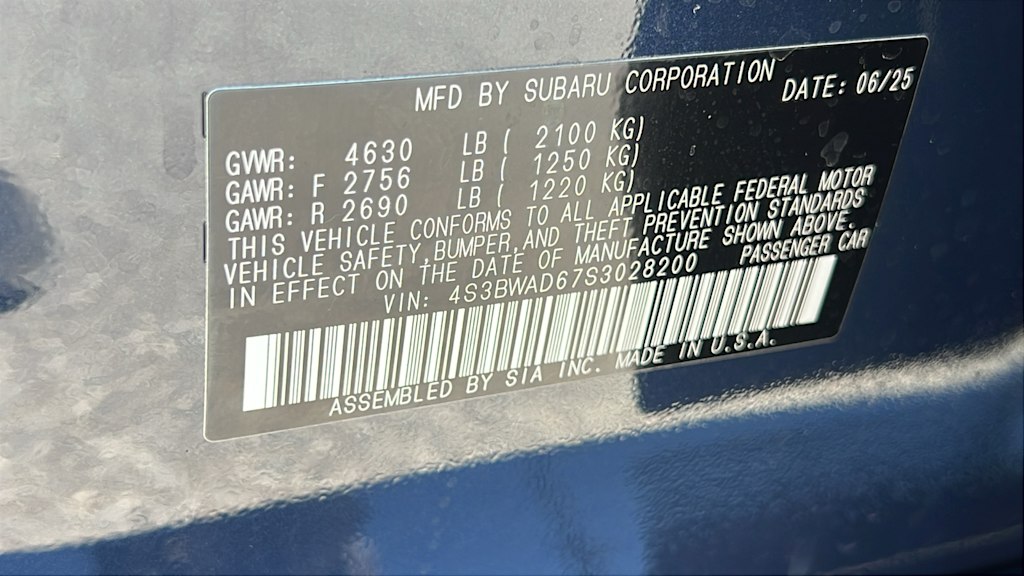 MFD BY SUBARU CORPORATION DATE: 06/25
GVWR: 4630 LB ( 2100 KG)
GAWR: F 2756 LB ( 1250 KG)
GAWR: R 2690 LB ( 1220 KG)
THIS VEHICLE CONFORMS TO ALL APPLICABLE FEDERAL MOTOR
VEHICLE SAFETY,BUMPER,AND THEFT PREVENTION STANDARDS
IN EFFECT ON THE DATE OF MANUFACTURE SHOWN ABOVE.
VIN: 4S3BWAD67S3028200 PASSENGER CAR
ASSEMBLED BY SIA INC. MADE IN U.S.A.